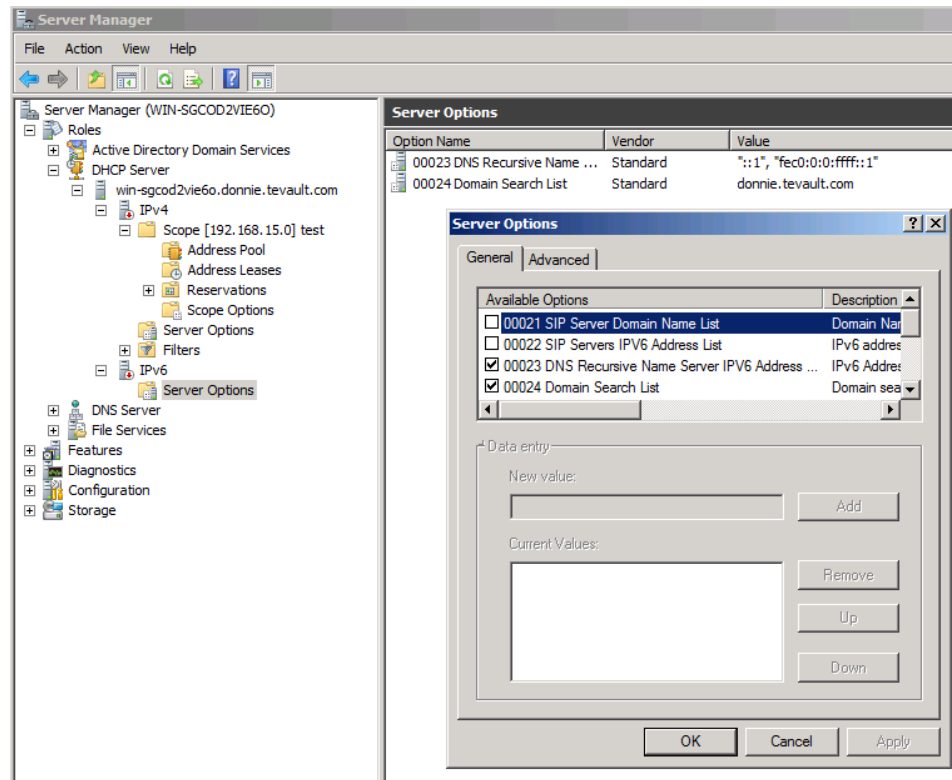 Server Manager
File Action View Help
Server Manager (WIN-SGCOD2VIE6O)
Roles
Active Directory Domain Services
DHCP Server
win-sgcod2vie6o.donnie.tevault.com
IPv4
Scope [192.168.15.0] test
Address Pool
Address Leases
Reservations
Scope Options
Server Options
Filters
IPv6
Server Options
DNS Server
File Services
Features
Diagnostics
Configuration
Storage
Server Options
Option Name Vendor Value
00023 DNS Recursive Name ... Standard "::1", "fec0:0:0:ffff::1"
00024 Domain Search List Standard donnie.tevault.com
Server Options
General Advanced
Available Options Description
00021 SIP Server Domain Name List Domain Nar
00022 SIP Servers IPV6 Address List IPv6 addres
00023 DNS Recursive Name Server IPV6 Address ... IPv6 Addres
00024 Domain Search List Domain sea
Data entry
New value:
Add
Current Values:
Remove
Up
Down
OK Cancel Apply